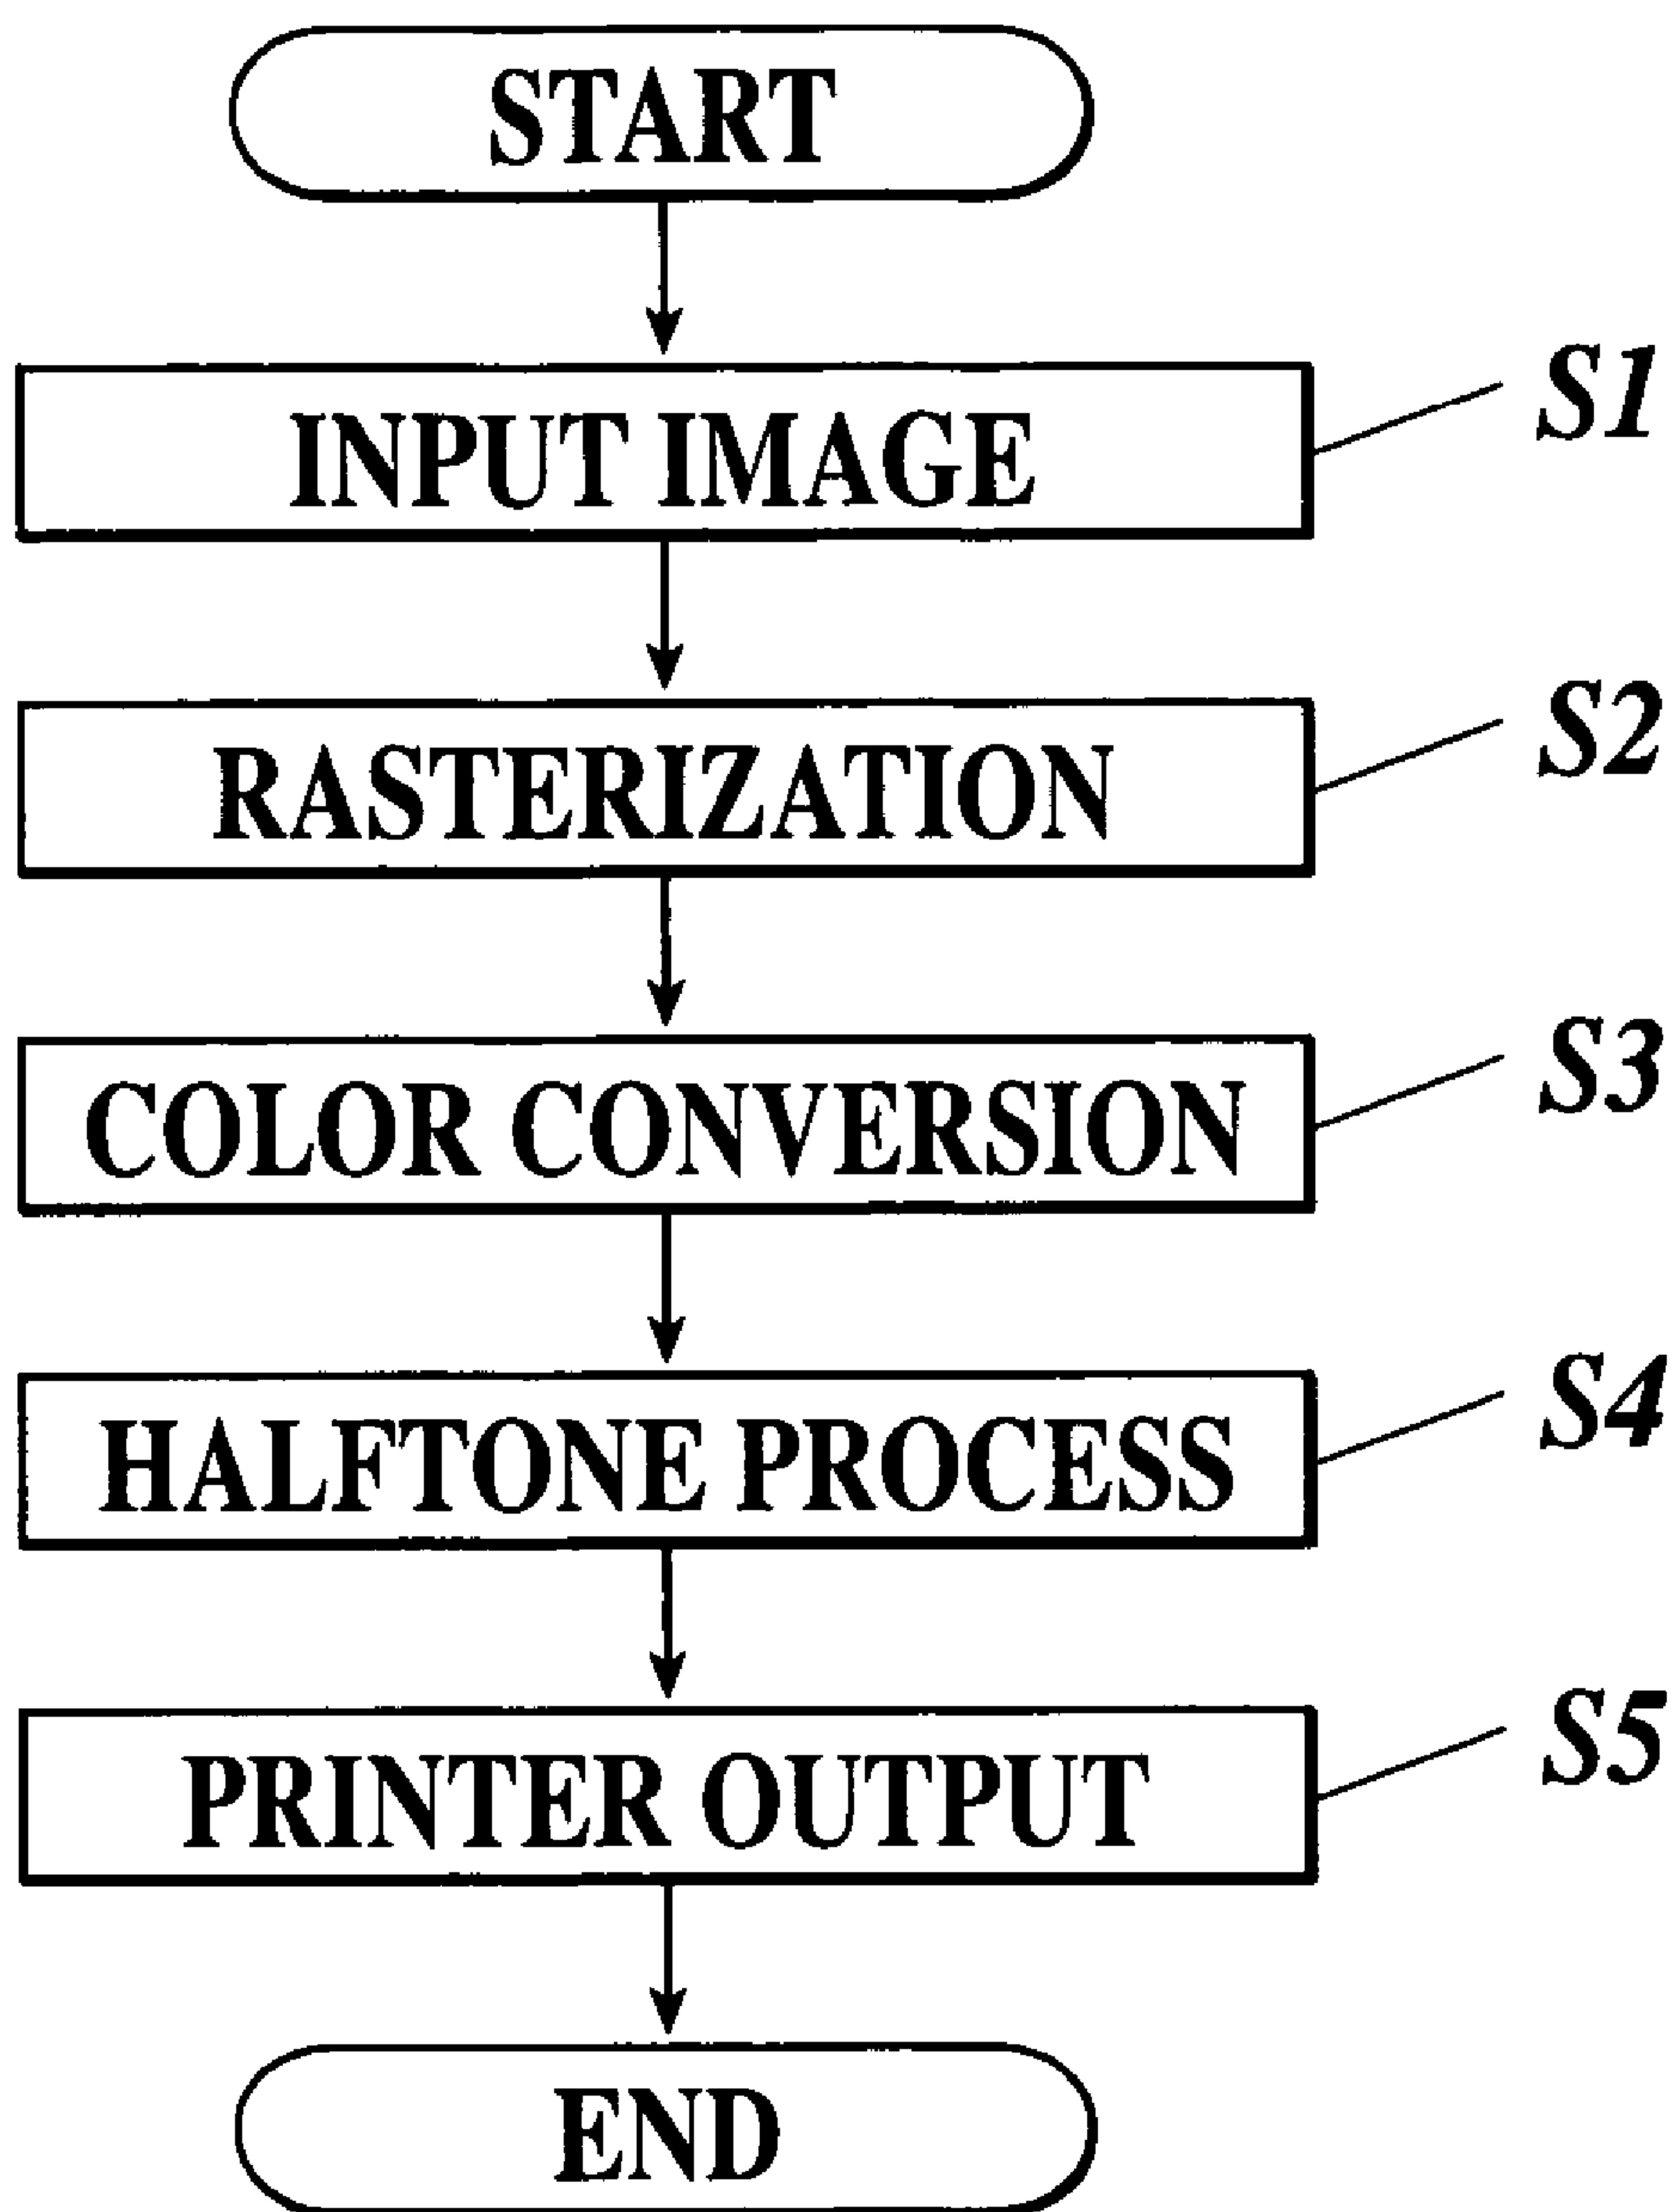 START
INPUT IMAGE
S1
RASTERIZATION
S2
COLOR CONVERSION
S3
HALFTONE PROCESS
S4
PRINTER OUTPUT
S5
END